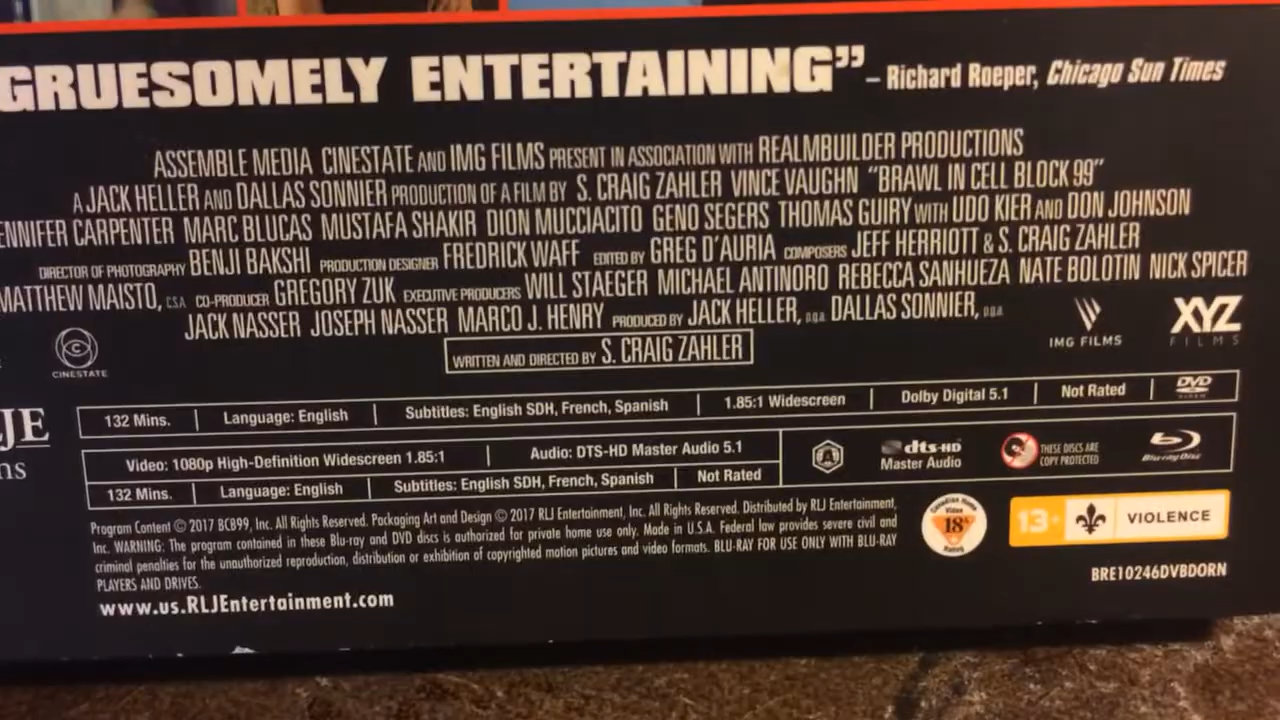 GRUESOMELY ENTERTAINING” – Richard Roeper, Chicago Sun Times
ASSEMBLE MEDIA CINESTATE AND IMG FILMS PRESENT IN ASSOCIATION WITH REALMBUILDER PRODUCTIONS
A JACK HELLER AND DALLAS SONNIER PRODUCTION OF A FILM BY S. CRAIG ZAHLER VINCE VAUGHN “BRAWL IN CELL BLOCK 99”
ENNIFER CARPENTER MARC BLUCAS MUSTAFA SHAKIR DION MUCCIACITO GENO SEGERS THOMAS GUIRY WITH UDO KIER AND DON JOHNSON
DIRECTOR OF PHOTOGRAPHY BENJI BAKSHI PRODUCTION DESIGNER FREDRICK WAFF EDITED BY GREG D’AURIA COMPOSERS JEFF HERRIOTT & S. CRAIG ZAHLER
MATTHEW MAISTO, C.S.A CO-PRODUCER GREGORY ZUK EXECUTIVE PRODUCERS WILL STAEGER MICHAEL ANTINORO REBECCA SANHUEZA NATE BOLOTIN NICK SPICER
JACK NASSER JOSEPH NASSER MARCO J. HENRY PRODUCED BY JACK HELLER, p.g.a. DALLAS SONNIER, p.g.a.
WRITTEN AND DIRECTED BY S. CRAIG ZAHLER
CINESTATE
IMG FILMS
XYZ FILMS
JE
ns
132 Mins. Language: English Subtitles: English SDH, French, Spanish 1.85:1 Widescreen Dolby Digital 5.1 Not Rated DVD VIDEO
Video: 1080p High-Definition Widescreen 1.85:1 Audio: DTS-HD Master Audio 5.1
132 Mins. Language: English Subtitles: English SDH, French, Spanish Not Rated
A
dts-HD Master Audio
THESE DISCS ARE COPY PROTECTED
Blu-ray Disc
Program Content © 2017 BCB99, Inc. All Rights Reserved. Packaging Art and Design © 2017 RLJ Entertainment, Inc. All Rights Reserved. Distributed by RLJ Entertainment,
Inc. WARNING: The program contained in these Blu-ray and DVD discs is authorized for private home use only. Made in U.S.A. Federal law provides severe civil and
criminal penalties for the unauthorized reproduction, distribution or exhibition of copyrighted motion pictures and video formats. BLU-RAY FOR USE ONLY WITH BLU-RAY
PLAYERS AND DRIVES.
www.us.RLJEntertainment.com
Canadian Home Video 18A Rating
13+ VIOLENCE
BRE10246DVBDORN